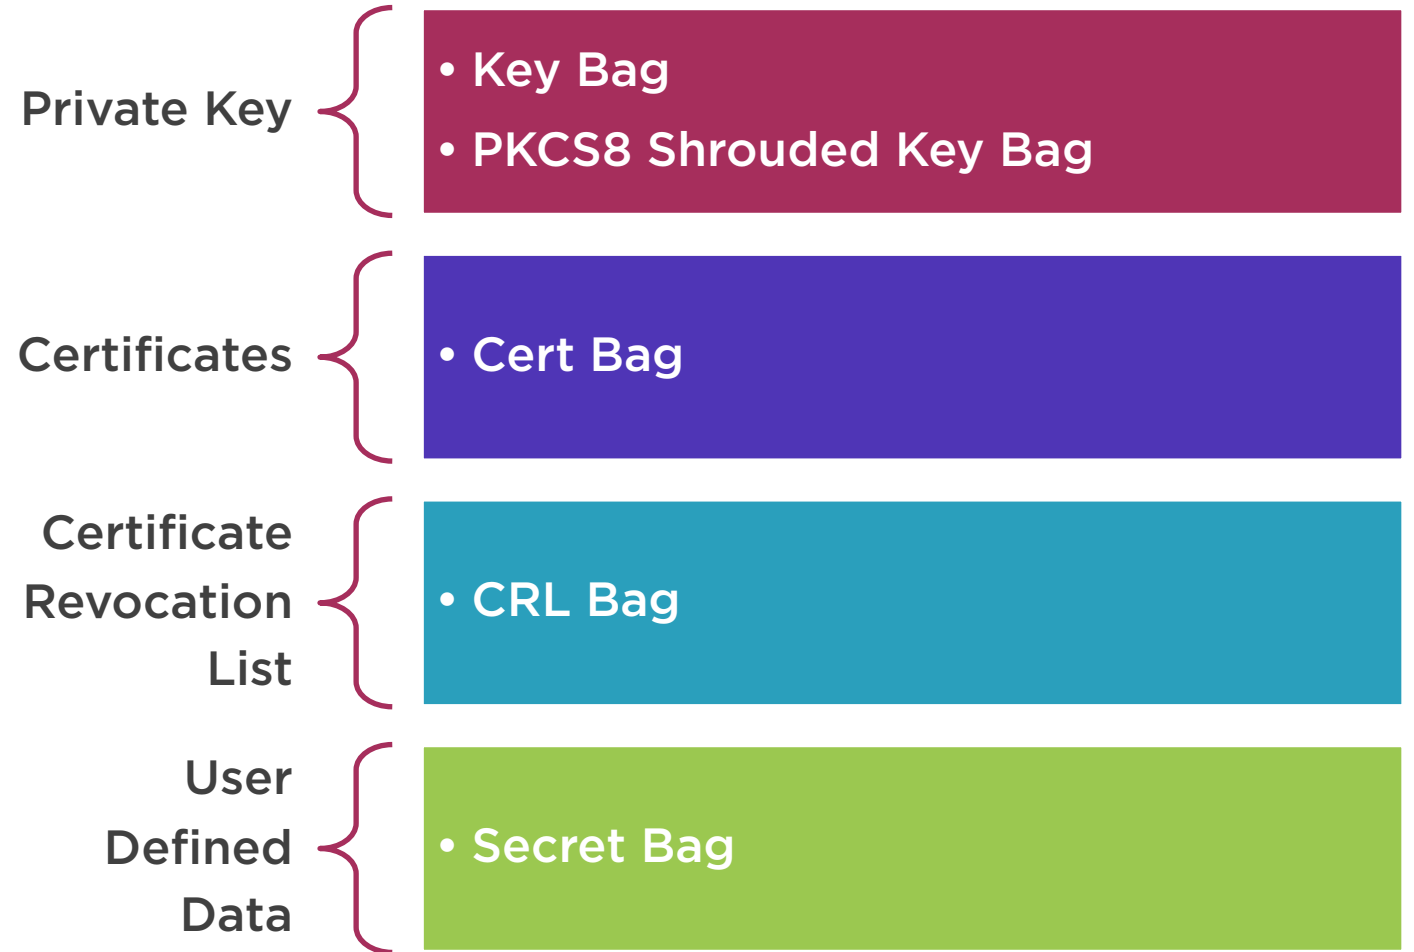 Private Key
• Key Bag
• PKCS8 Shrouded Key Bag
Certificates
• Cert Bag
Certificate
Revocation
List
• CRL Bag
User
Defined
Data
• Secret Bag